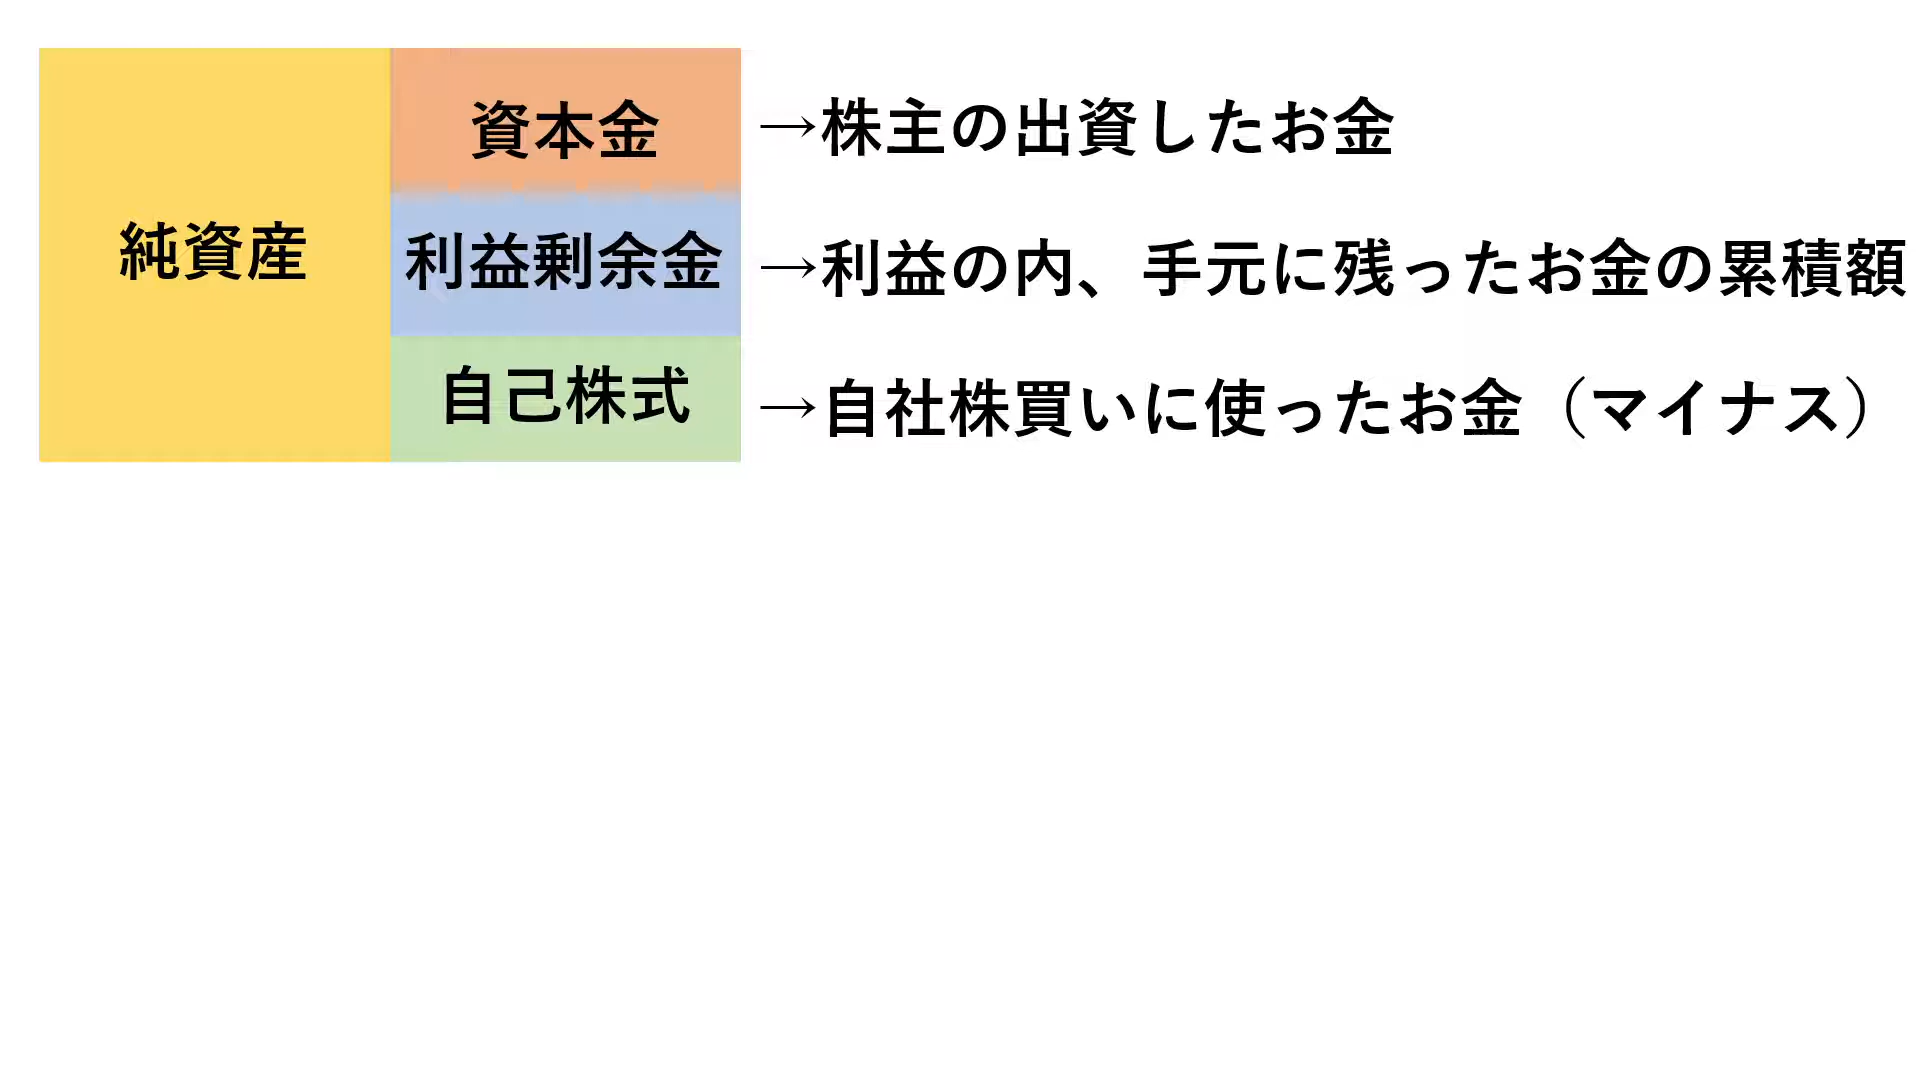 純資産
資本金
→株主の出資したお金
利益剰余金
→利益の内、手元に残ったお金の累積額
自己株式
→自社株買いに使ったお金（マイナス）